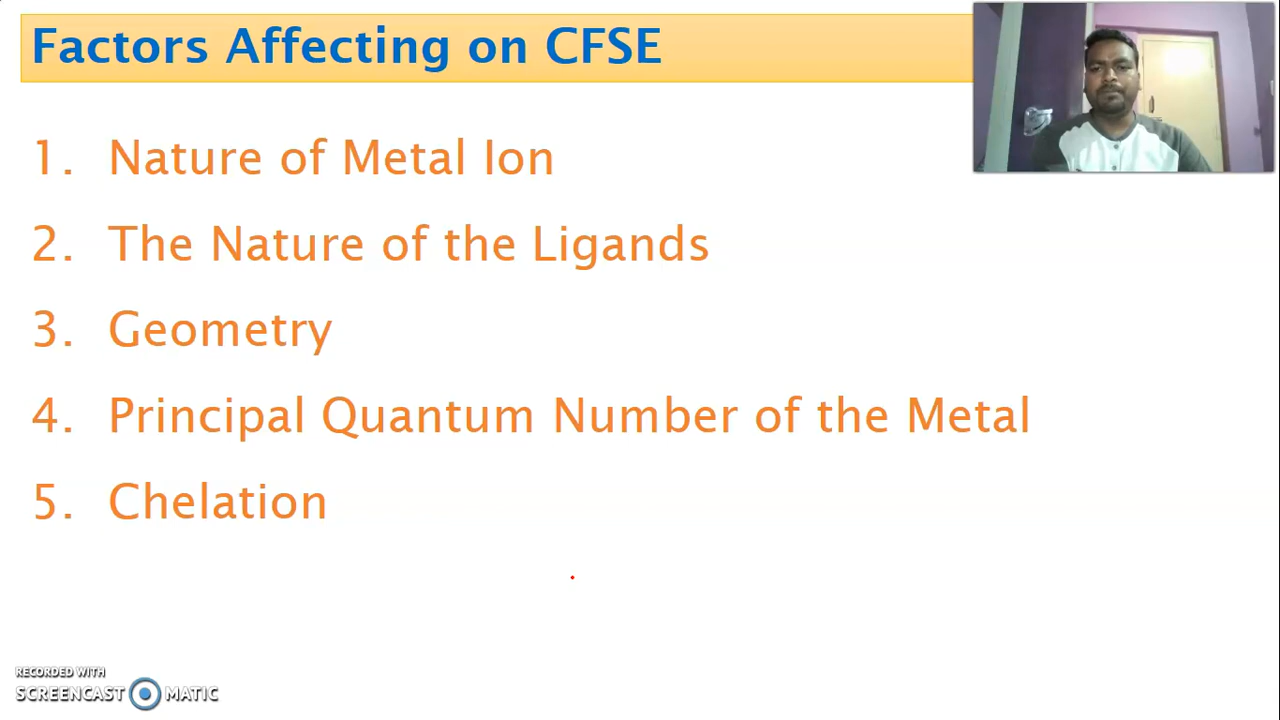 Factors Affecting on CFSE
1. Nature of Metal Ion
2. The Nature of the Ligands
3. Geometry
4. Principal Quantum Number of the Metal
5. Chelation
RECORDED WITH
SCREENCAST MATIC